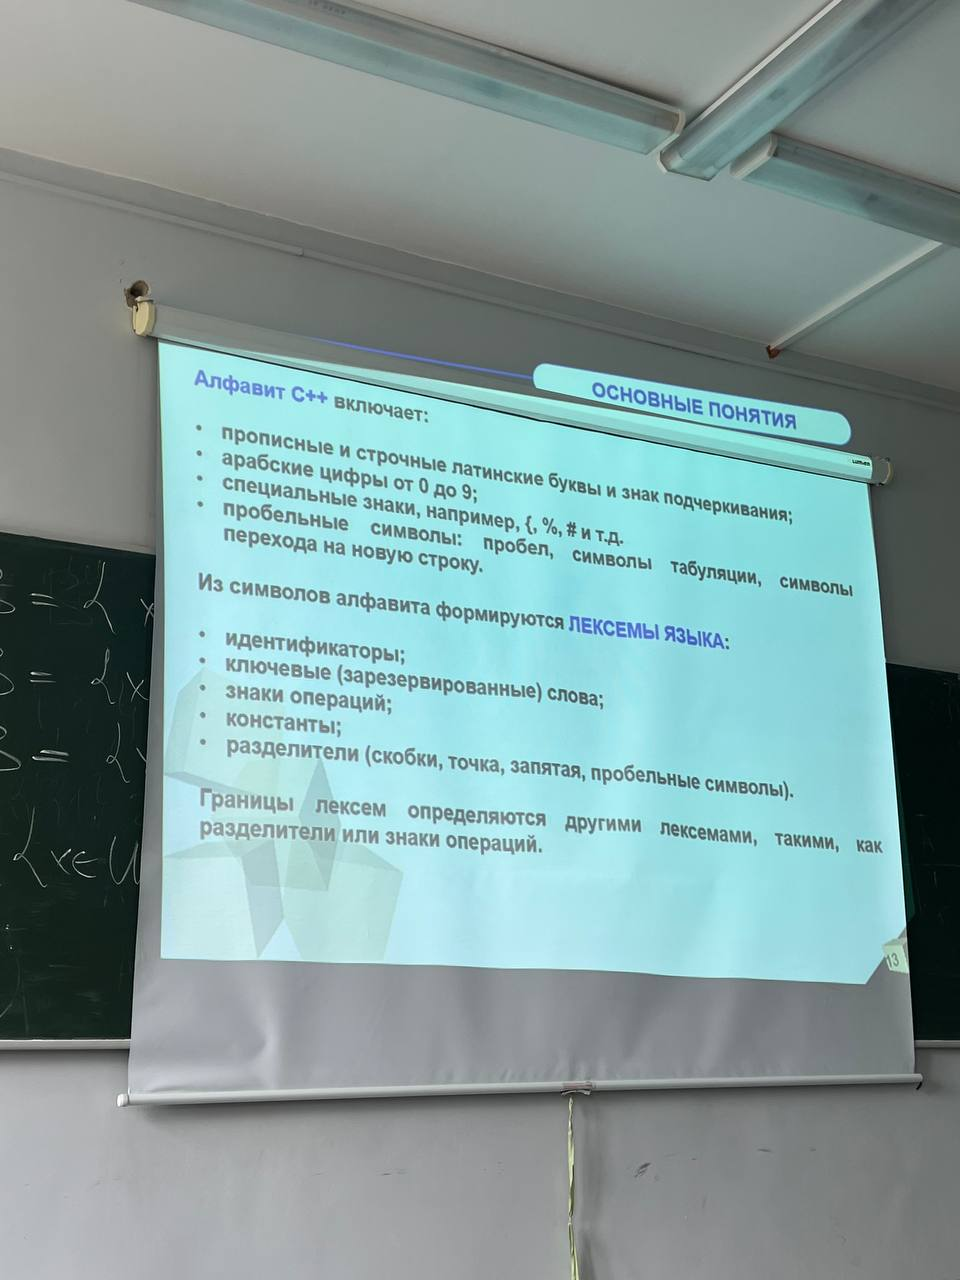 ОСНОВНЫЕ ПОНЯТИЯ
Алфавит С++ включает:
• прописные и строчные латинские буквы и знак подчеркивания;
• арабские цифры от 0 до 9;
• специальные знаки, например, {, %, # и т.д.
• пробельные символы: пробел, символы табуляции, символы
перехода на новую строку.
Из символов алфавита формируются ЛЕКСЕМЫ ЯЗЫКА:
• идентификаторы;
• ключевые (зарезервированные) слова;
• знаки операций;
• константы;
• разделители (скобки, точка, запятая, пробельные символы).
Границы лексем определяются другими лексемами, такими, как
разделители или знаки операций.
13